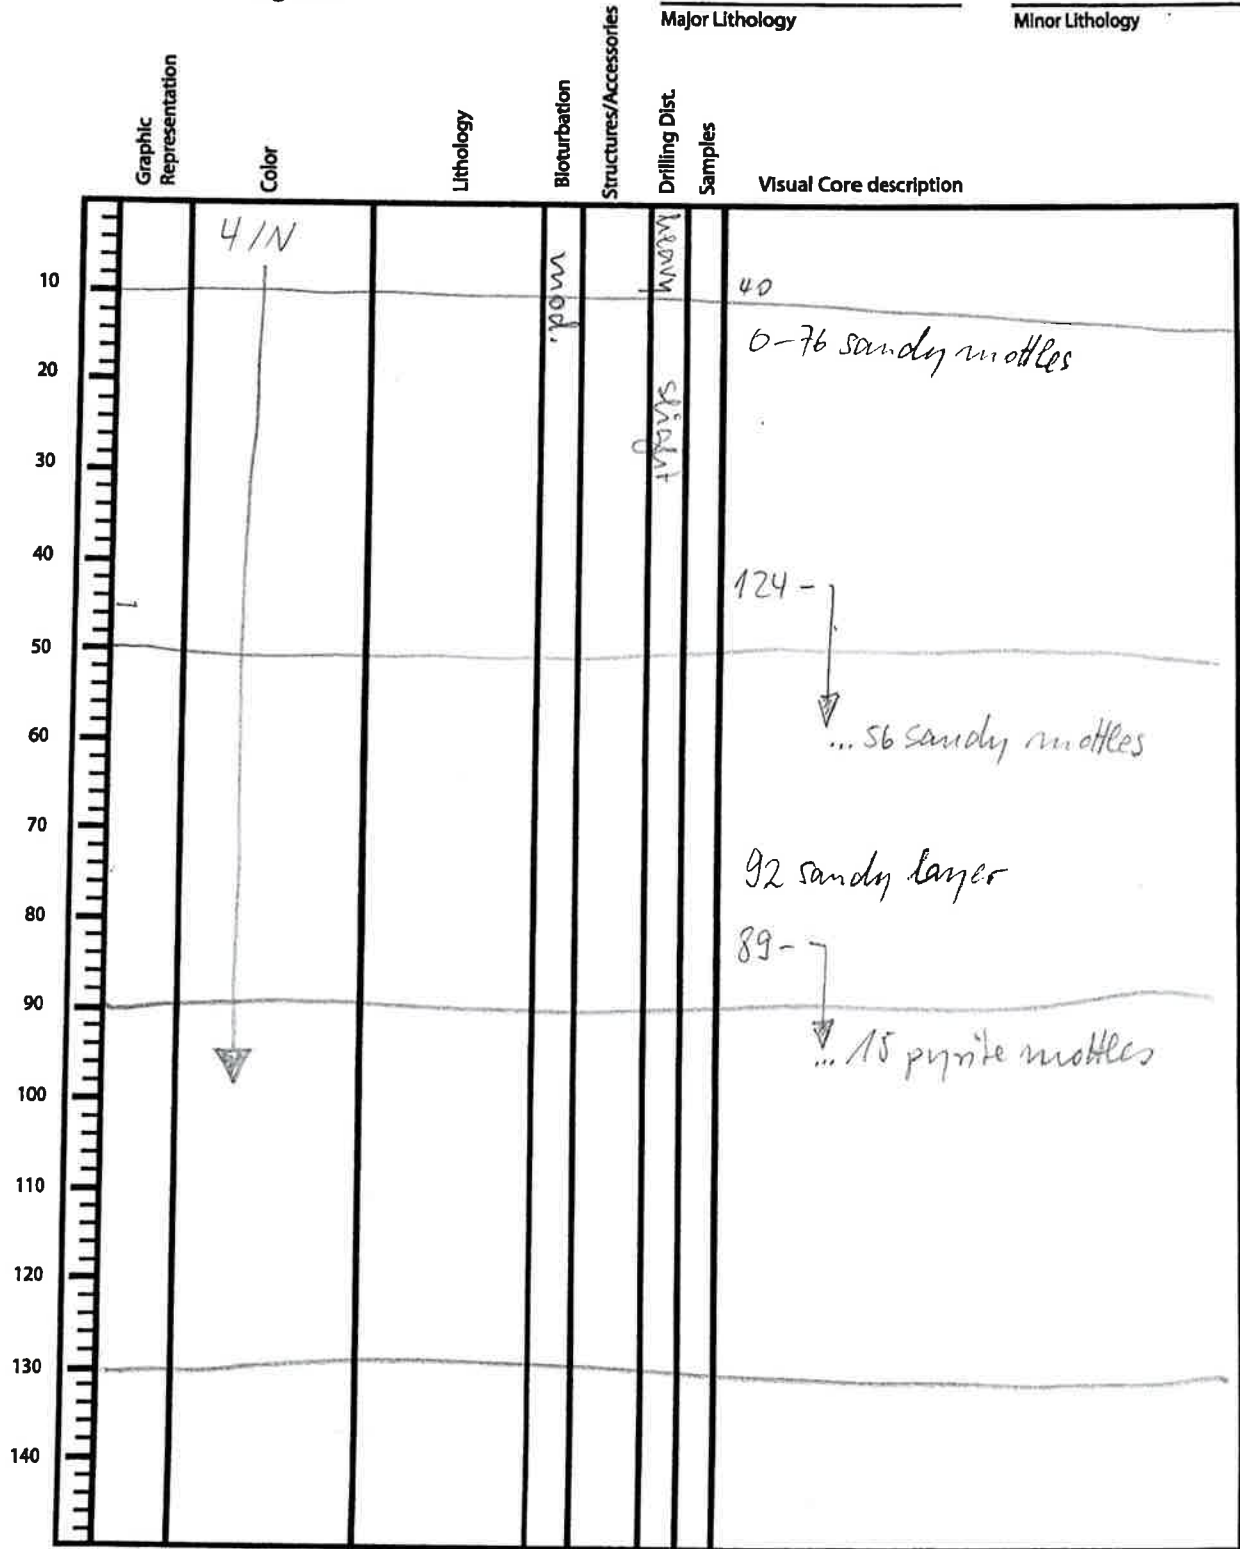 Major Lithology
Minor Lithology
Graphic
Representation
Color
Lithology
Bioturbation
Structures/Accessories
Drilling Dist.
Samples
Visual Core description
4/N
mod.
heavy
10
40
0-76 sandy mottles
20
slight
30
40
124 -
50
60
... 56 sandy mottles
70
92 sandy layer
80
89-
90
... 15 pyrite mottles
100
110
120
130
140